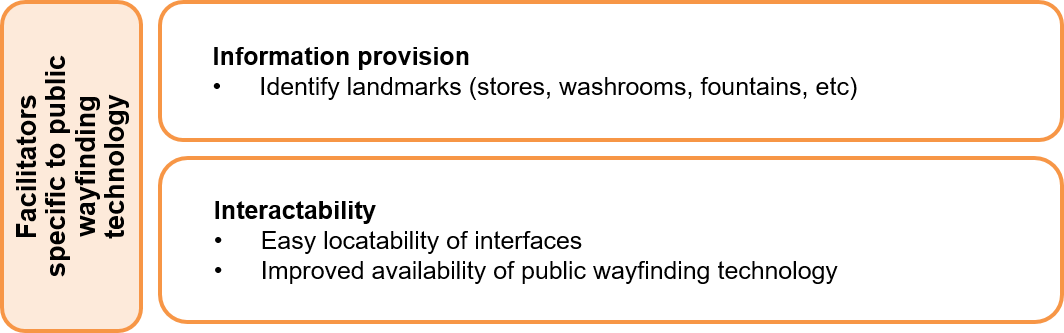 Facilitators
specific to public
wayfinding
technology
Information provision
• Identify landmarks (stores, washrooms, fountains, etc)
Interactability
• Easy locatability of interfaces
• Improved availability of public wayfinding technology